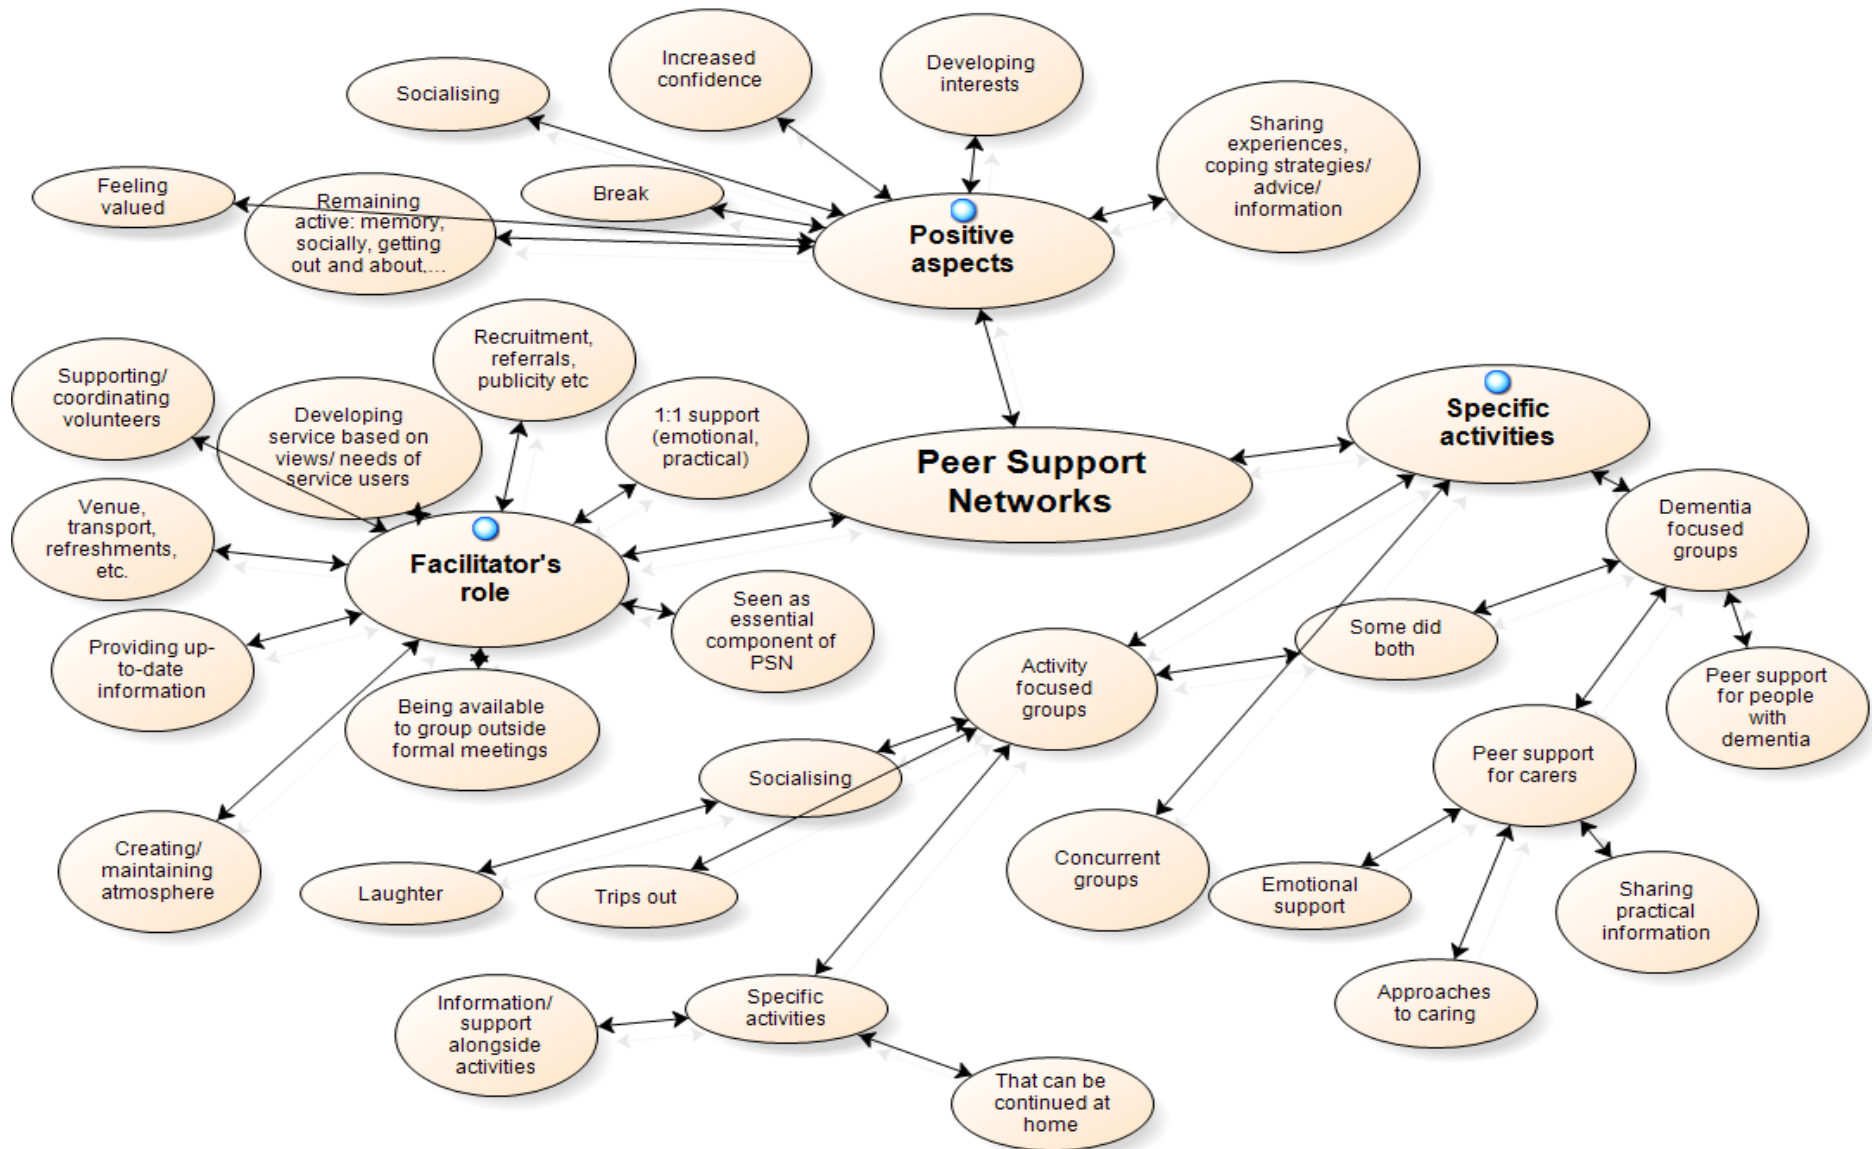 Increased
confidence
Developing
interests
Socialising
Sharing
experiences,
coping strategies/
advice/
information
Feeling
valued
Remaining
active: memory,
socially, getting
out and about,...
Break
Positive
aspects
Recruitment,
referrals,
publicity etc
Supporting/
coordinating
volunteers
Developing
service based on
views/ needs of
service users
1:1 support
(emotional,
practical)
Peer Support
Networks
Specific
activities
Venue,
transport,
refreshments,
etc.
Facilitator's
role
Dementia
focused
groups
Providing up-
to-date
information
Seen as
essential
component of
PSN
Some did
both
Activity
focused
groups
Being available
to group outside
formal meetings
Peer support
for people
with
dementia
Peer support
for carers
Socialising
Creating/
maintaining
atmosphere
Laughter
Trips out
Concurrent
groups
Emotional
support
Sharing
practical
information
Approaches
to caring
Information/
support
alongside
activities
Specific
activities
That can be
continued at
home